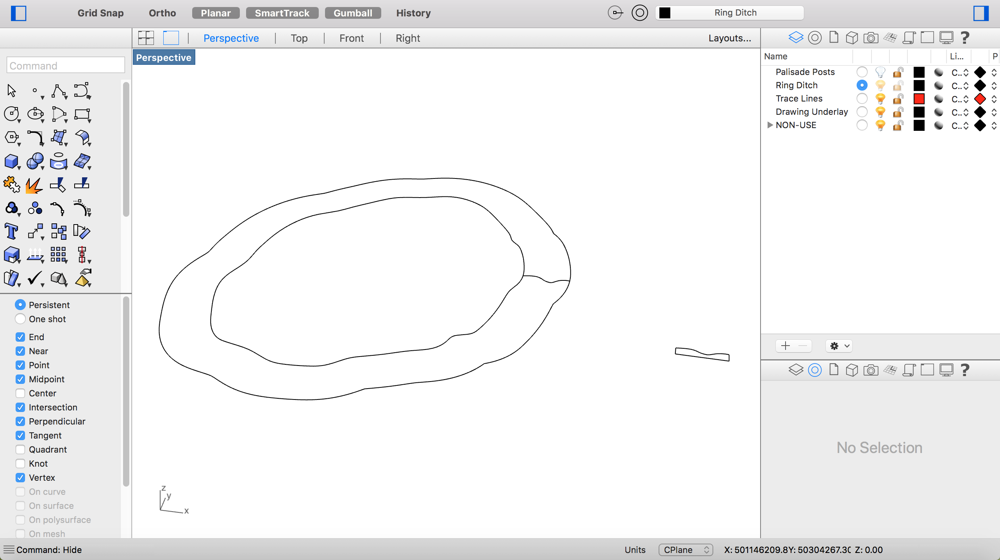 Grid Snap Ortho Planar SmartTrack Gumball History Ring Ditch
Perspective Top Front Right Layouts...
Perspective
Command
Name Li... P
Palisade Posts C..
Ring Ditch C..
Trace Lines C..
Drawing Underlay C..
NON-USE C..
Persistent
One shot
End
Near
Point
Midpoint
Center
Intersection
Perpendicular
Tangent
Quadrant
Knot
Vertex
On curve
On surface
On polysurface
On mesh
No Selection
z
y
x
Command: Hide Units CPlane X: 501146209.8 Y: 50304267.30 Z: 0.00